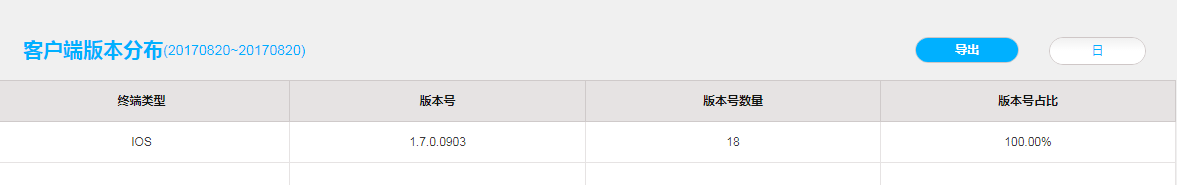 客户端版本分布(20170820~20170820) 导出 日
终端类型 版本号 版本号数量 版本号占比
IOS 1.7.0.0903 18 100.00%